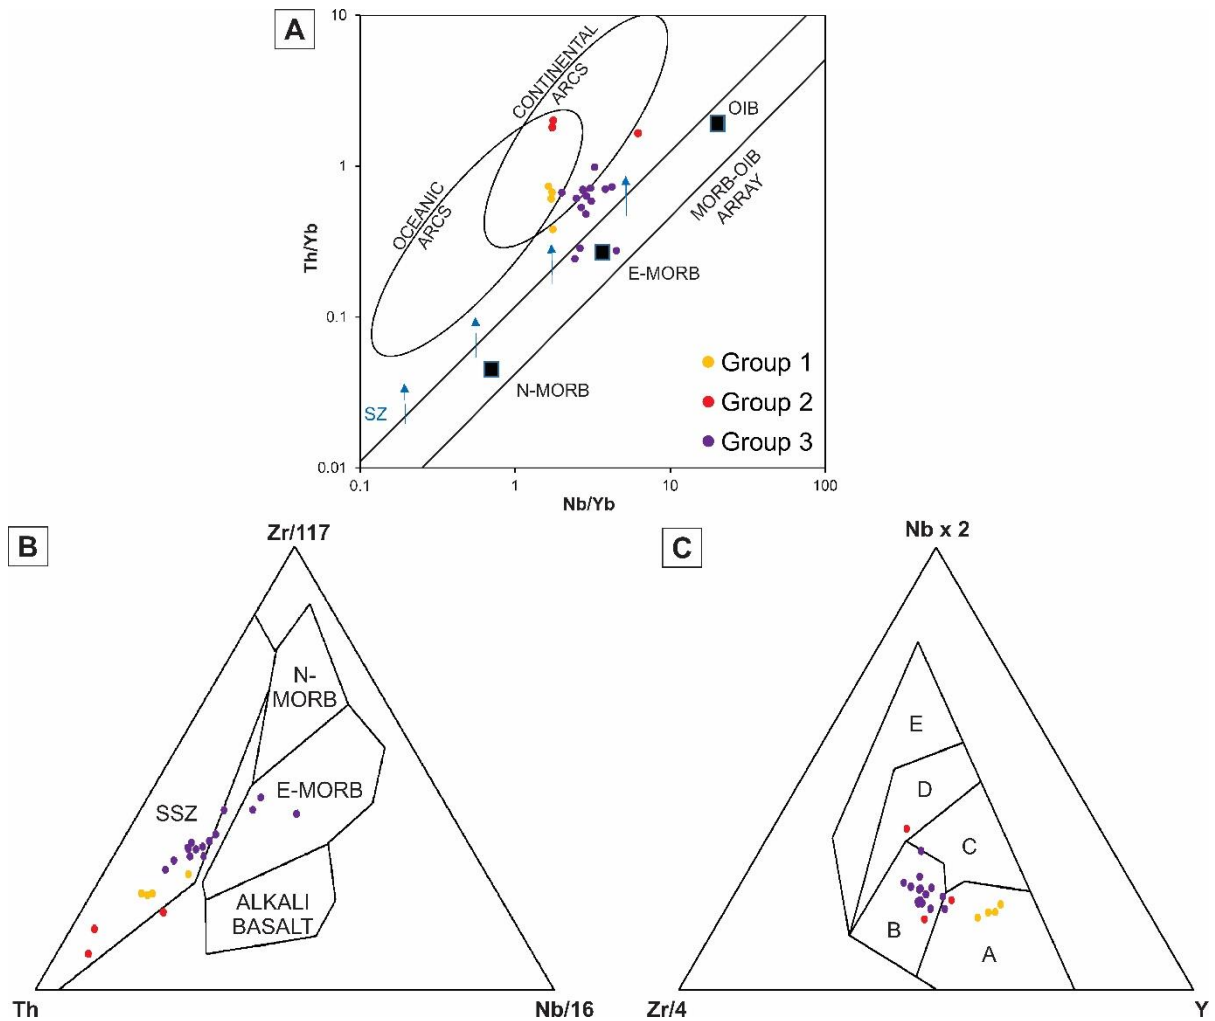 A
10
1
0.1
0.01
0.1
1
10
100
Th/Yb
Nb/Yb
CONTINENTAL
ARCS
OCEANIC
ARCS
OIB
MORB-OIB
ARRAY
E-MORB
N-MORB
SZ
Group 1
Group 2
Group 3
B
Zr/117
N-
MORB
E-MORB
SSZ
ALKALI
BASALT
Th
Nb/16
C
Nb x 2
E
D
C
B
A
Zr/4
Y